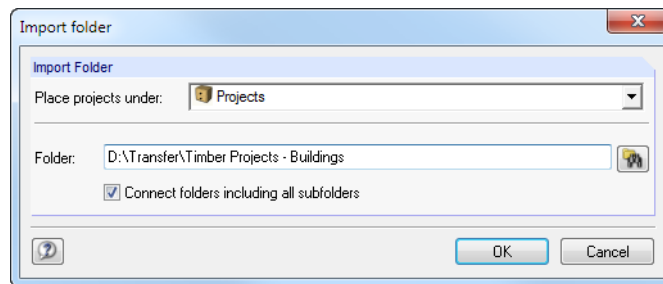 Import folder
Import Folder
Place projects under: Projects
Folder: D:\Transfer\Timber Projects - Buildings
Connect folders including all subfolders
OK Cancel